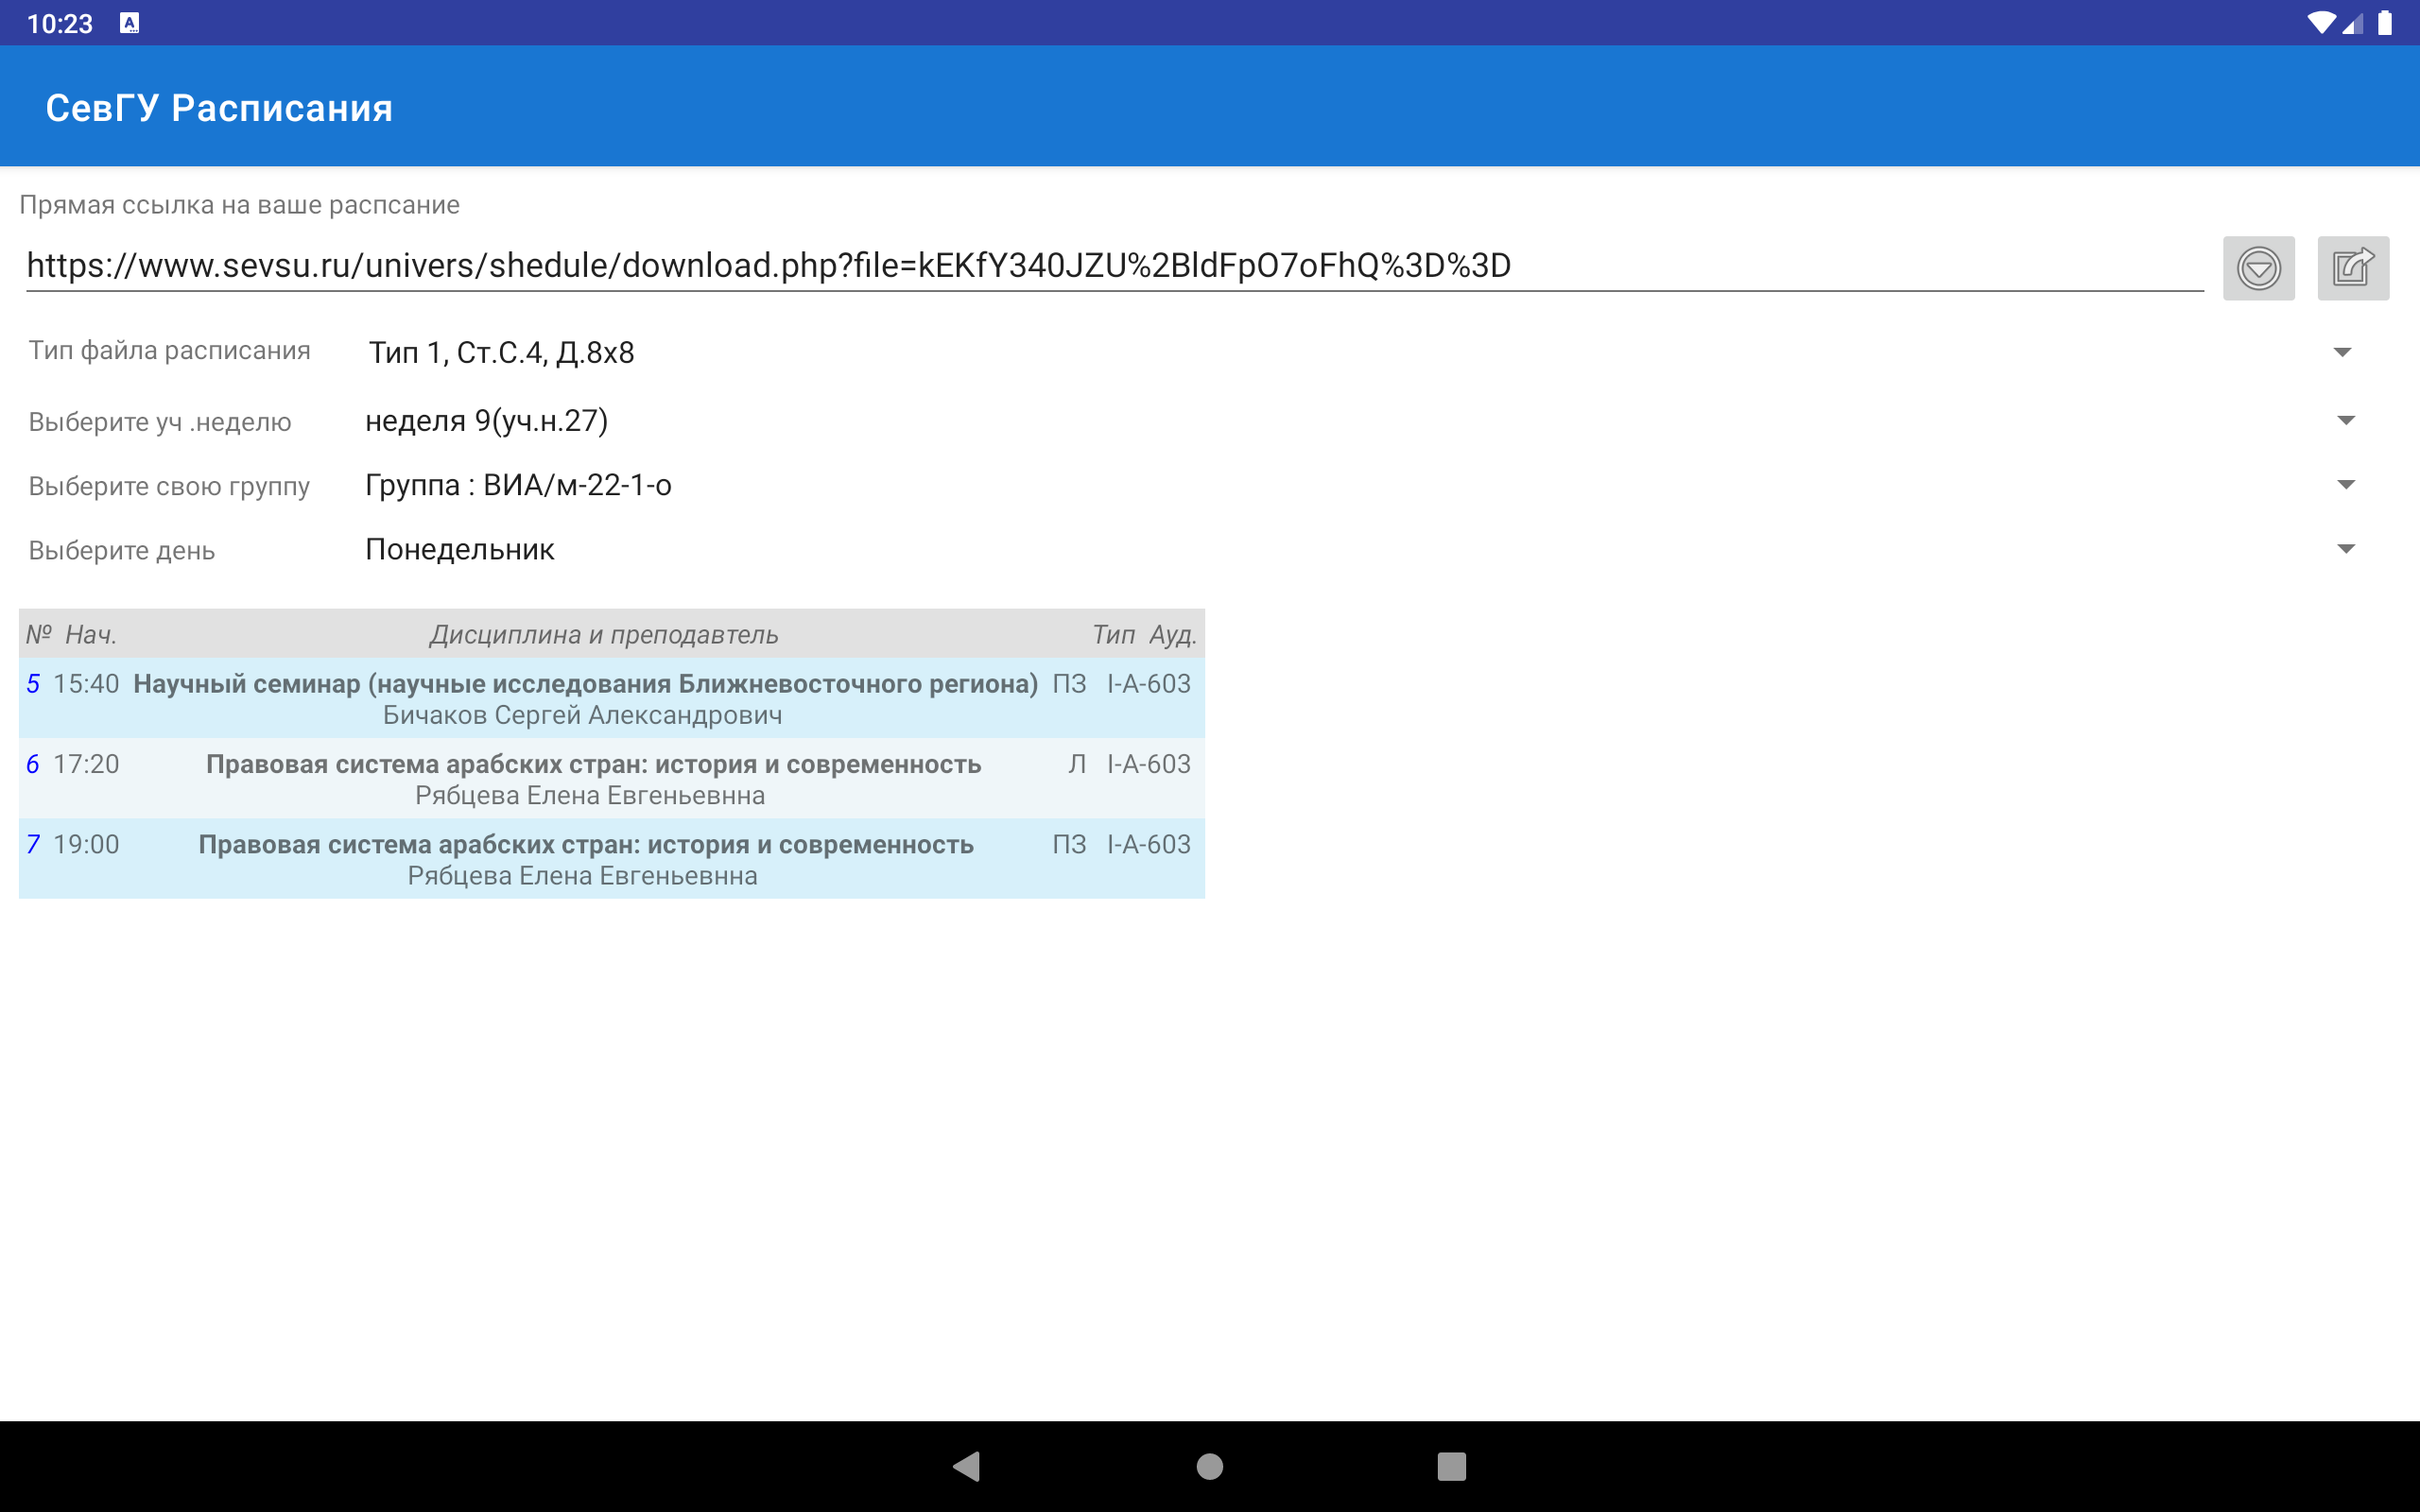 10:23
СевГУ Расписания
Прямая ссылка на ваше распсание
https://www.sevsu.ru/univers/shedule/download.php?file=kEKfY340JZU%2BldFpO7oFhQ%3D%3D
Тип файла расписания Тип 1, Ст.С.4, Д.8x8
Выберите уч .неделю неделя 9(уч.н.27)
Выберите свою группу Группа : ВИА/м-22-1-о
Выберите день Понедельник
№ Нач. Дисциплина и преподавтель Тип Ауд.
5 15:40 Научный семинар (научные исследования Ближневосточного региона) ПЗ I-А-603
Бичаков Сергей Александрович
6 17:20 Правовая система арабских стран: история и современность Л I-А-603
Рябцева Елена Евгеньевнна
7 19:00 Правовая система арабских стран: история и современность ПЗ I-А-603
Рябцева Елена Евгеньевнна